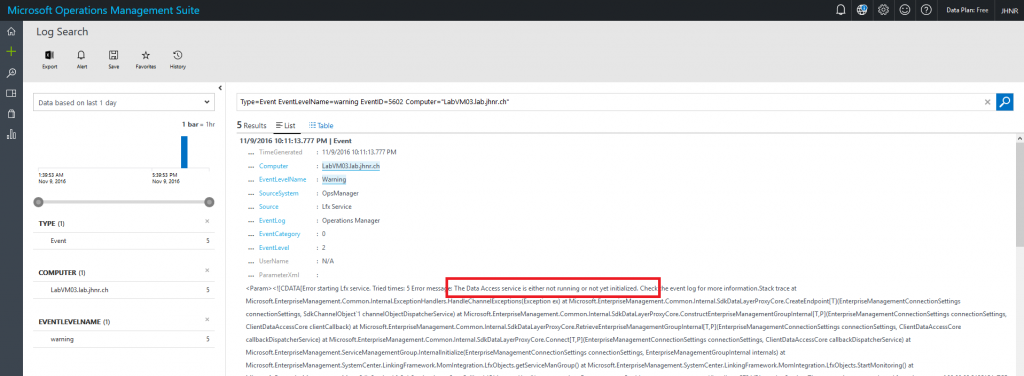 Microsoft Operations Management Suite
Data Plan: Free
JHNR
Log Search
Export
Alert
Save
Favorites
History
Data based on last 1 day
1 bar = 1hr
1:39:53 AM
Nov 9, 2016
5:39:53 PM
Nov 9, 2016
TYPE (1)
Event 5
COMPUTER (1)
LabVM03.lab.jhnr.ch 5
EVENTLEVELNAME (1)
warning 5
Type=Event EventLevelName=warning EventID=5602 Computer="LabVM03.lab.jhnr.ch"
5 Results
List
Table
11/9/2016 10:11:13.777 PM | Event
... TimeGenerated : 11/9/2016 10:11:13.777 PM
... Computer : LabVM03.lab.jhnr.ch
... EventLevelName : Warning
... SourceSystem : OpsManager
... Source : Lfx Service
... EventLog : Operations Manager
... EventCategory : 0
... EventLevel : 2
... UserName : N/A
... ParameterXml :
<Param><![CDATA[Error starting Lfx service. Tried times: 5 Error message: The Data Access service is either not running or not yet initialized. Check the event log for more information.Stack trace at
Microsoft.EnterpriseManagement.Common.Internal.ExceptionHandlers.HandleChannelExceptions(Exception ex) at Microsoft.EnterpriseManagement.Common.Internal.SdkDataLayerProxyCore.CreateEndpoint[T](EnterpriseManagementConnectionSettings
connectionSettings, SdkChannelObject`1 channelObjectDispatcherService) at Microsoft.EnterpriseManagement.Common.Internal.SdkDataLayerProxyCore.ConstructEnterpriseManagementGroupInternal[T,P](EnterpriseManagementConnectionSettings connectionSettings,
ClientDataAccessCore clientCallback) at Microsoft.EnterpriseManagement.Common.Internal.SdkDataLayerProxyCore.RetrieveEnterpriseManagementGroupInternal[T,P](EnterpriseManagementConnectionSettings connectionSettings, ClientDataAccessCore
callbackDispatcherService) at Microsoft.EnterpriseManagement.Common.Internal.SdkDataLayerProxyCore.Connect[T,P](EnterpriseManagementConnectionSettings connectionSettings, ClientDataAccessCore callbackDispatcherService) at
Microsoft.EnterpriseManagement.ServiceManagementGroup.InternalInitialize(EnterpriseManagementConnectionSettings connectionSettings, EnterpriseManagementGroupInternal internals) at
Microsoft.EnterpriseManagement.SystemCenter.LinkingFramework.MomIntegration.LfxObjects.getServiceManGroup() at Microsoft.EnterpriseManagement.SystemCenter.LinkingFramework.MomIntegration.LfxObjects.StartMonitoring() at